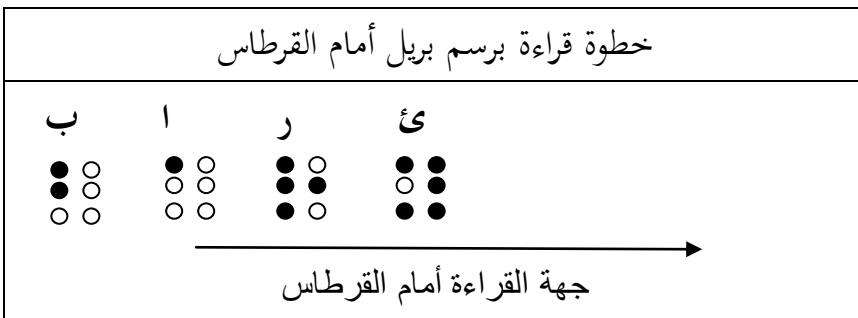 خطوة قراءة برسم بريل أمام القرطاس
ب ا ر ئ
جهة القراءة أمام القرطاس